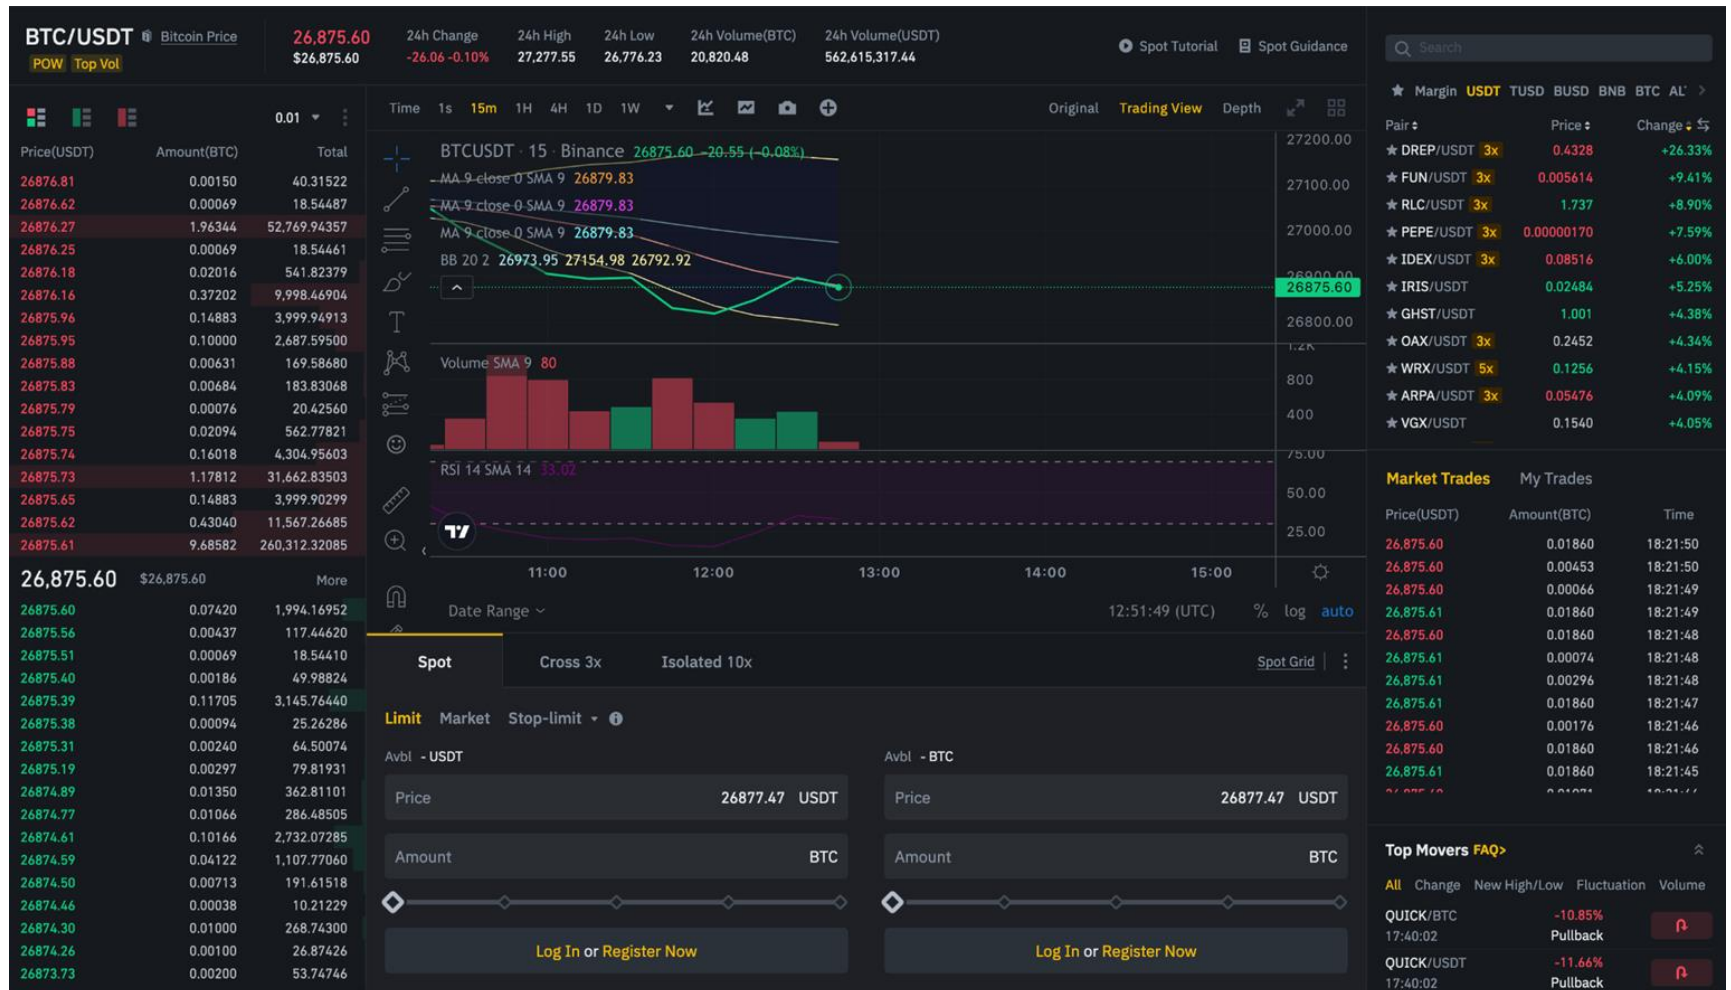 BTC/USDT Bitcoin Price
POW Top Vol
26,875.60
$26,875.60
24h Change
-26.06 -0.10%
24h High
27,277.55
24h Low
26,776.23
24h Volume(BTC)
20,820.48
24h Volume(USDT)
562,615,317.44
Spot Tutorial
Spot Guidance
0.01
Price(USDT) Amount(BTC) Total
26876.81 0.00150 40.31522
26876.62 0.00069 18.54487
26876.27 1.96344 52,769.94357
26876.25 0.00069 18.54461
26876.18 0.02016 541.82379
26876.16 0.37202 9,998.46904
26875.96 0.14883 3,999.94913
26875.95 0.10000 2,687.59500
26875.88 0.00631 169.58680
26875.83 0.00684 183.83068
26875.79 0.00076 20.42560
26875.75 0.02094 562.77821
26875.74 0.16018 4,304.95603
26875.73 1.17812 31,662.83503
26875.65 0.14883 3,999.90299
26875.62 0.43040 11,567.26685
26875.61 9.68582 260,312.32085
26,875.60 $26,875.60 More
26875.60 0.07420 1,994.16952
26875.56 0.00437 117.44620
26875.51 0.00069 18.54410
26875.40 0.00186 49.98824
26875.39 0.11705 3,145.76440
26875.38 0.00094 25.26286
26875.31 0.00240 64.50074
26875.19 0.00297 79.81931
26874.89 0.01350 362.81101
26874.77 0.01066 286.48505
26874.61 0.10166 2,732.07285
26874.59 0.04122 1,107.77060
26874.50 0.00713 191.61518
26874.46 0.00038 10.21229
26874.30 0.01000 268.74300
26874.26 0.00100 26.87426
26873.73 0.00200 53.74746
Time 1s 15m 1H 4H 1D 1W
Original Trading View Depth
BTCUSDT · 15 · Binance 26875.60 -20.55 (-0.08%)
MA 9 close 0 SMA 9 26879.83
MA 9 close 0 SMA 9 26879.83
MA 9 close 0 SMA 9 26879.83
BB 20 2 26973.95 27154.98 26792.92
27200.00
27100.00
27000.00
26900.00
26875.60
26800.00
Volume SMA 9 80
1.2K
800
400
RSI 14 SMA 14 33.02
75.00
50.00
25.00
11:00 12:00 13:00 14:00 15:00
Date Range
12:51:49 (UTC) % log auto
Spot Cross 3x Isolated 10x
Spot Grid
Limit Market Stop-limit
Avbl - USDT
Price 26877.47 USDT
Amount BTC
Log In or Register Now
Avbl - BTC
Price 26877.47 USDT
Amount BTC
Log In or Register Now
Search
Margin USDT TUSD BUSD BNB BTC
Pair Price Change
DREP/USDT 3x 0.4328 +26.33%
FUN/USDT 3x 0.005614 +9.41%
RLC/USDT 3x 1.737 +8.90%
PEPE/USDT 3x 0.00000170 +7.59%
IDEX/USDT 3x 0.08516 +6.00%
IRIS/USDT 0.02484 +5.25%
GHST/USDT 1.001 +4.38%
OAX/USDT 3x 0.2452 +4.34%
WRX/USDT 5x 0.1256 +4.15%
ARPA/USDT 3x 0.05476 +4.09%
VGX/USDT 0.1540 +4.05%
Market Trades My Trades
Price(USDT) Amount(BTC) Time
26,875.60 0.01860 18:21:50
26,875.60 0.00453 18:21:50
26,875.60 0.00066 18:21:49
26,875.61 0.01860 18:21:49
26,875.60 0.01860 18:21:48
26,875.61 0.00074 18:21:48
26,875.61 0.00296 18:21:48
26,875.61 0.01860 18:21:47
26,875.60 0.00176 18:21:46
26,875.60 0.01860 18:21:46
26,875.61 0.01860 18:21:45
Top Movers FAQ>
All Change New High/Low Fluctuation Volume
QUICK/BTC -10.85%
17:40:02 Pullback
QUICK/USDT -11.66%
17:40:02 Pullback